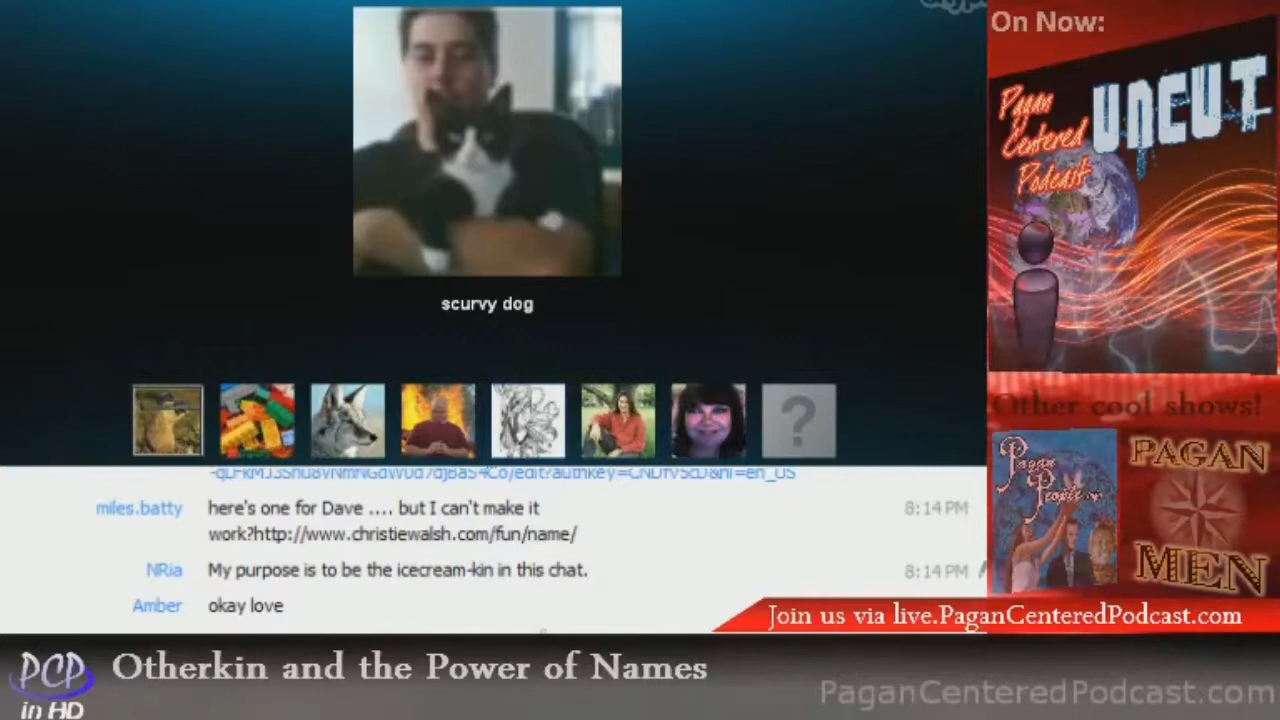 On Now:
Pagan
Centered
Podcast
UNCUT
scurvy dog
?
Other cool shows!
Pagan
People
PAGAN
MEN
miles.batty
here's one for Dave .... but I can't make it
work?http://www.christiewalsh.com/fun/name/
8:14 PM
NRia
My purpose is to be the icecream-kin in this chat.
8:14 PM
Amber
okay love
Join us via live.PaganCenteredPodcast.com
PCP
in HD
Otherkin and the Power of Names
PaganCenteredPodcast.com